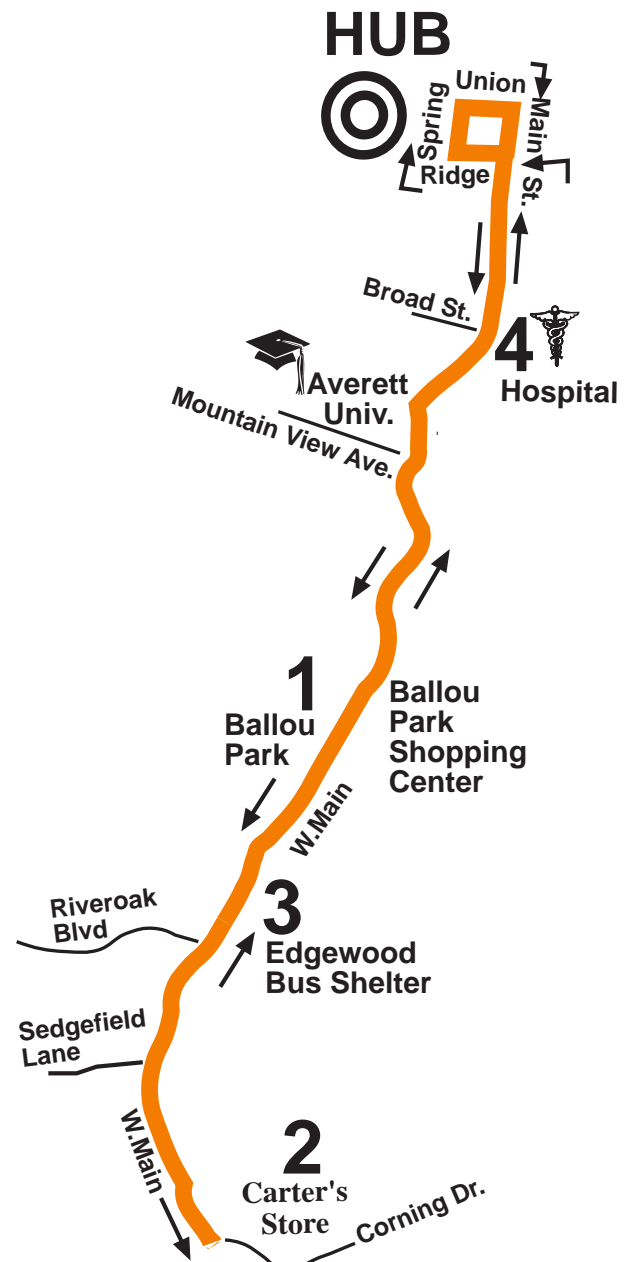 HUB
Union
Spring
Main St.
Ridge
Broad St.
4
Hospital
Averett
Univ.
Mountain View Ave.
1
Ballou
Park
Ballou
Park
Shopping
Center
W.Main
3
Edgewood
Bus Shelter
Riveroak
Blvd
Sedgefield
Lane
W.Main
2
Carter's
Store
Corning Dr.